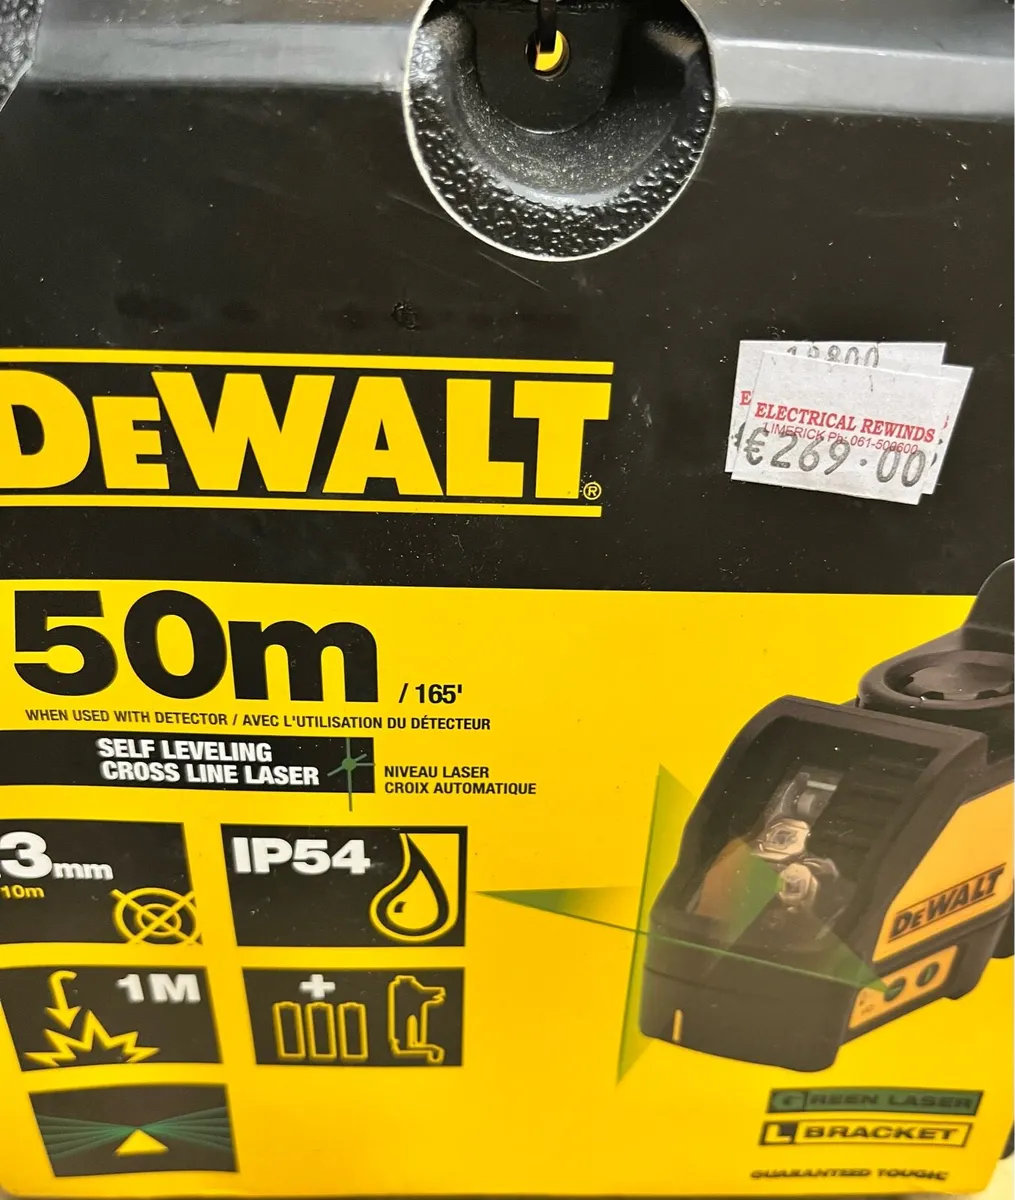 DEWALT®
ELECTRICAL REWINDS
LIMERICK Ph: 061-500600
€269.00
50m / 165'
WHEN USED WITH DETECTOR / AVEC L'UTILISATION DU DÉTECTEUR
SELF LEVELING
CROSS LINE LASER
NIVEAU LASER
CROIX AUTOMATIQUE
3mm
10m
IP54
1M
+
DEWALT
GREEN LASER
L BRACKET
GUARANTEED TOUGH